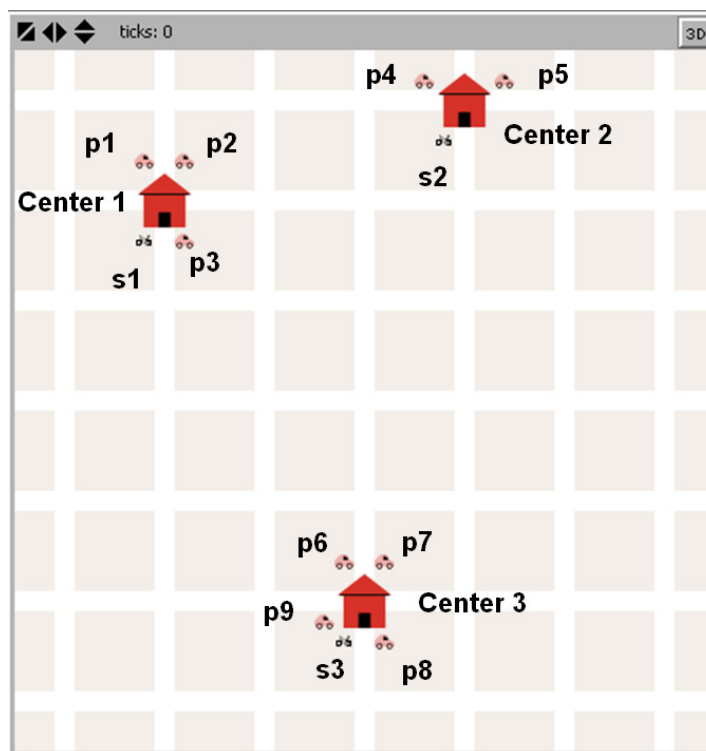 ticks: 0
3D
p4
p5
Center 2
p1
p2
s2
Center 1
p3
s1
p6
p7
Center 3
p9
s3
p8